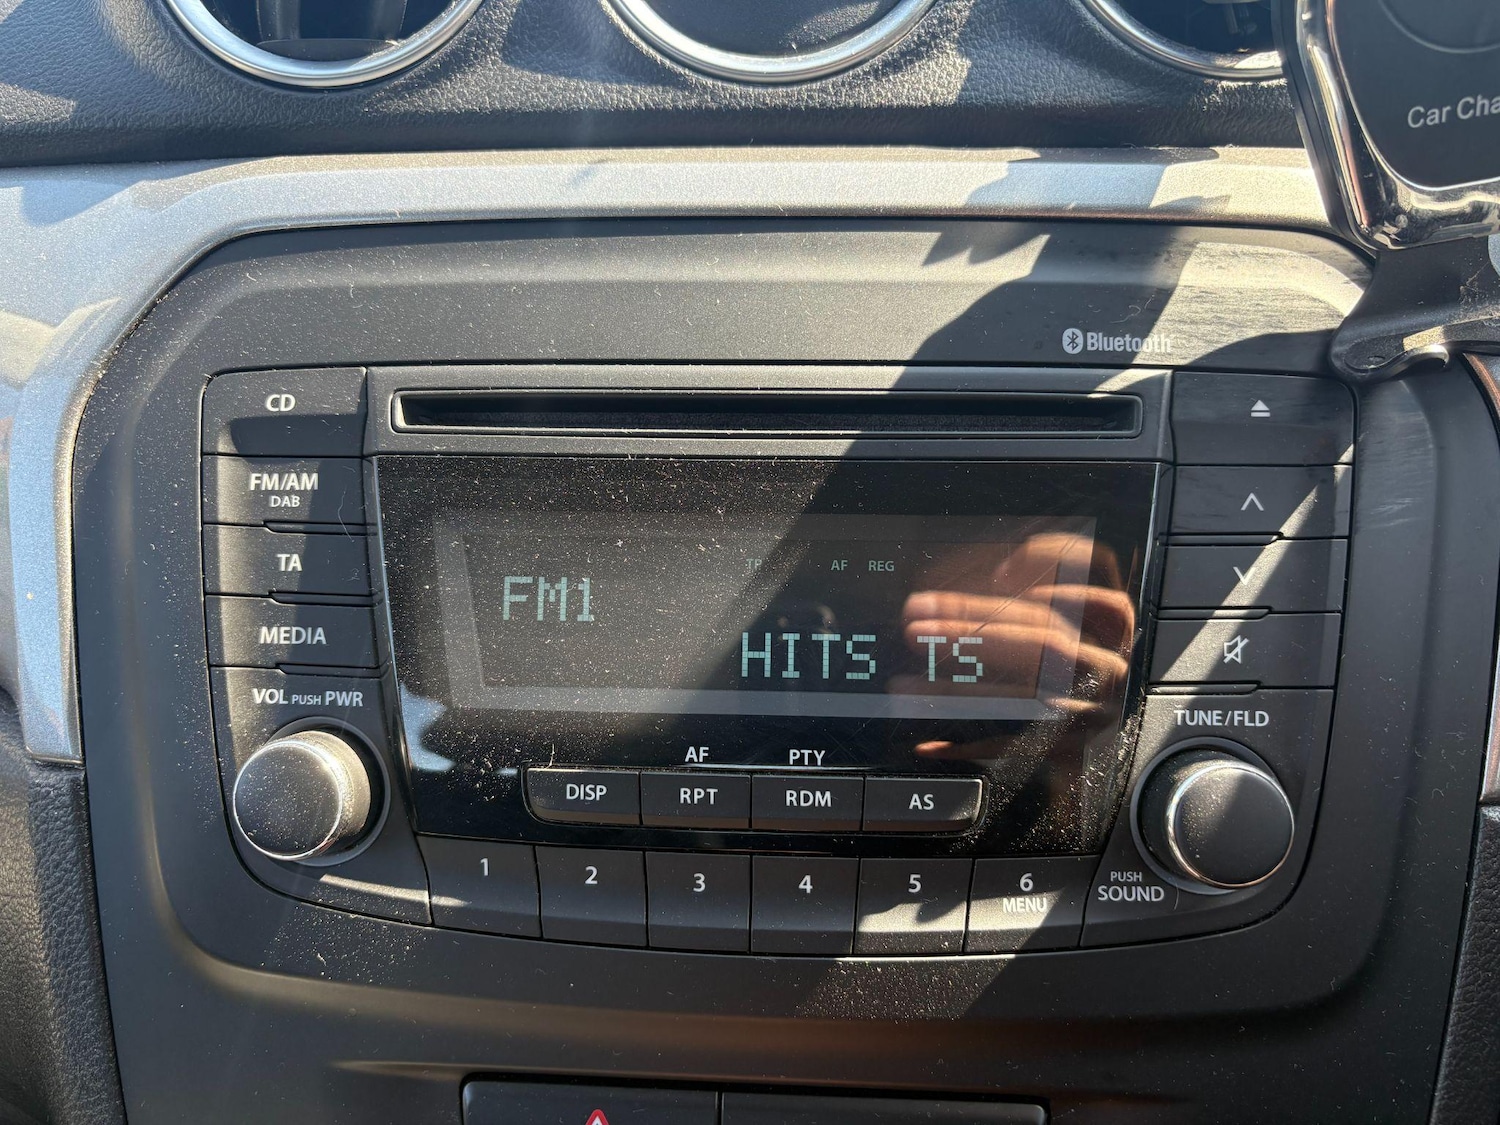 Car Cha
Bluetooth
CD
FM/AM
DAB
TA
MEDIA
VOL PUSH PWR
TP AF REG
FM1
HITS TS
TUNE/FLD
AF PTY
DISP RPT RDM AS
1 2 3 4 5 6
MENU
PUSH
SOUND